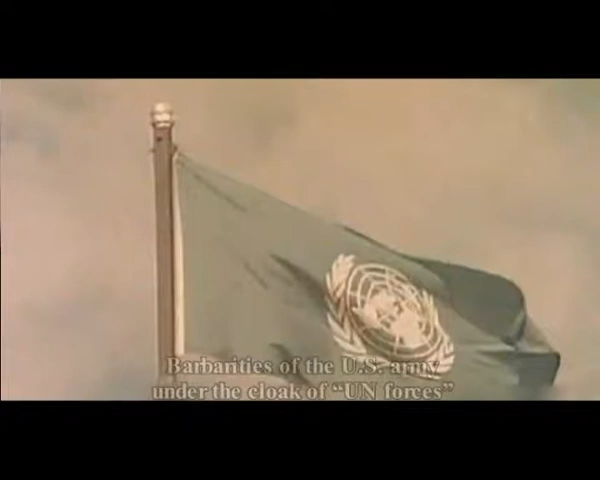 Barbarities of the U.S. army
under the cloak of “UN forces”